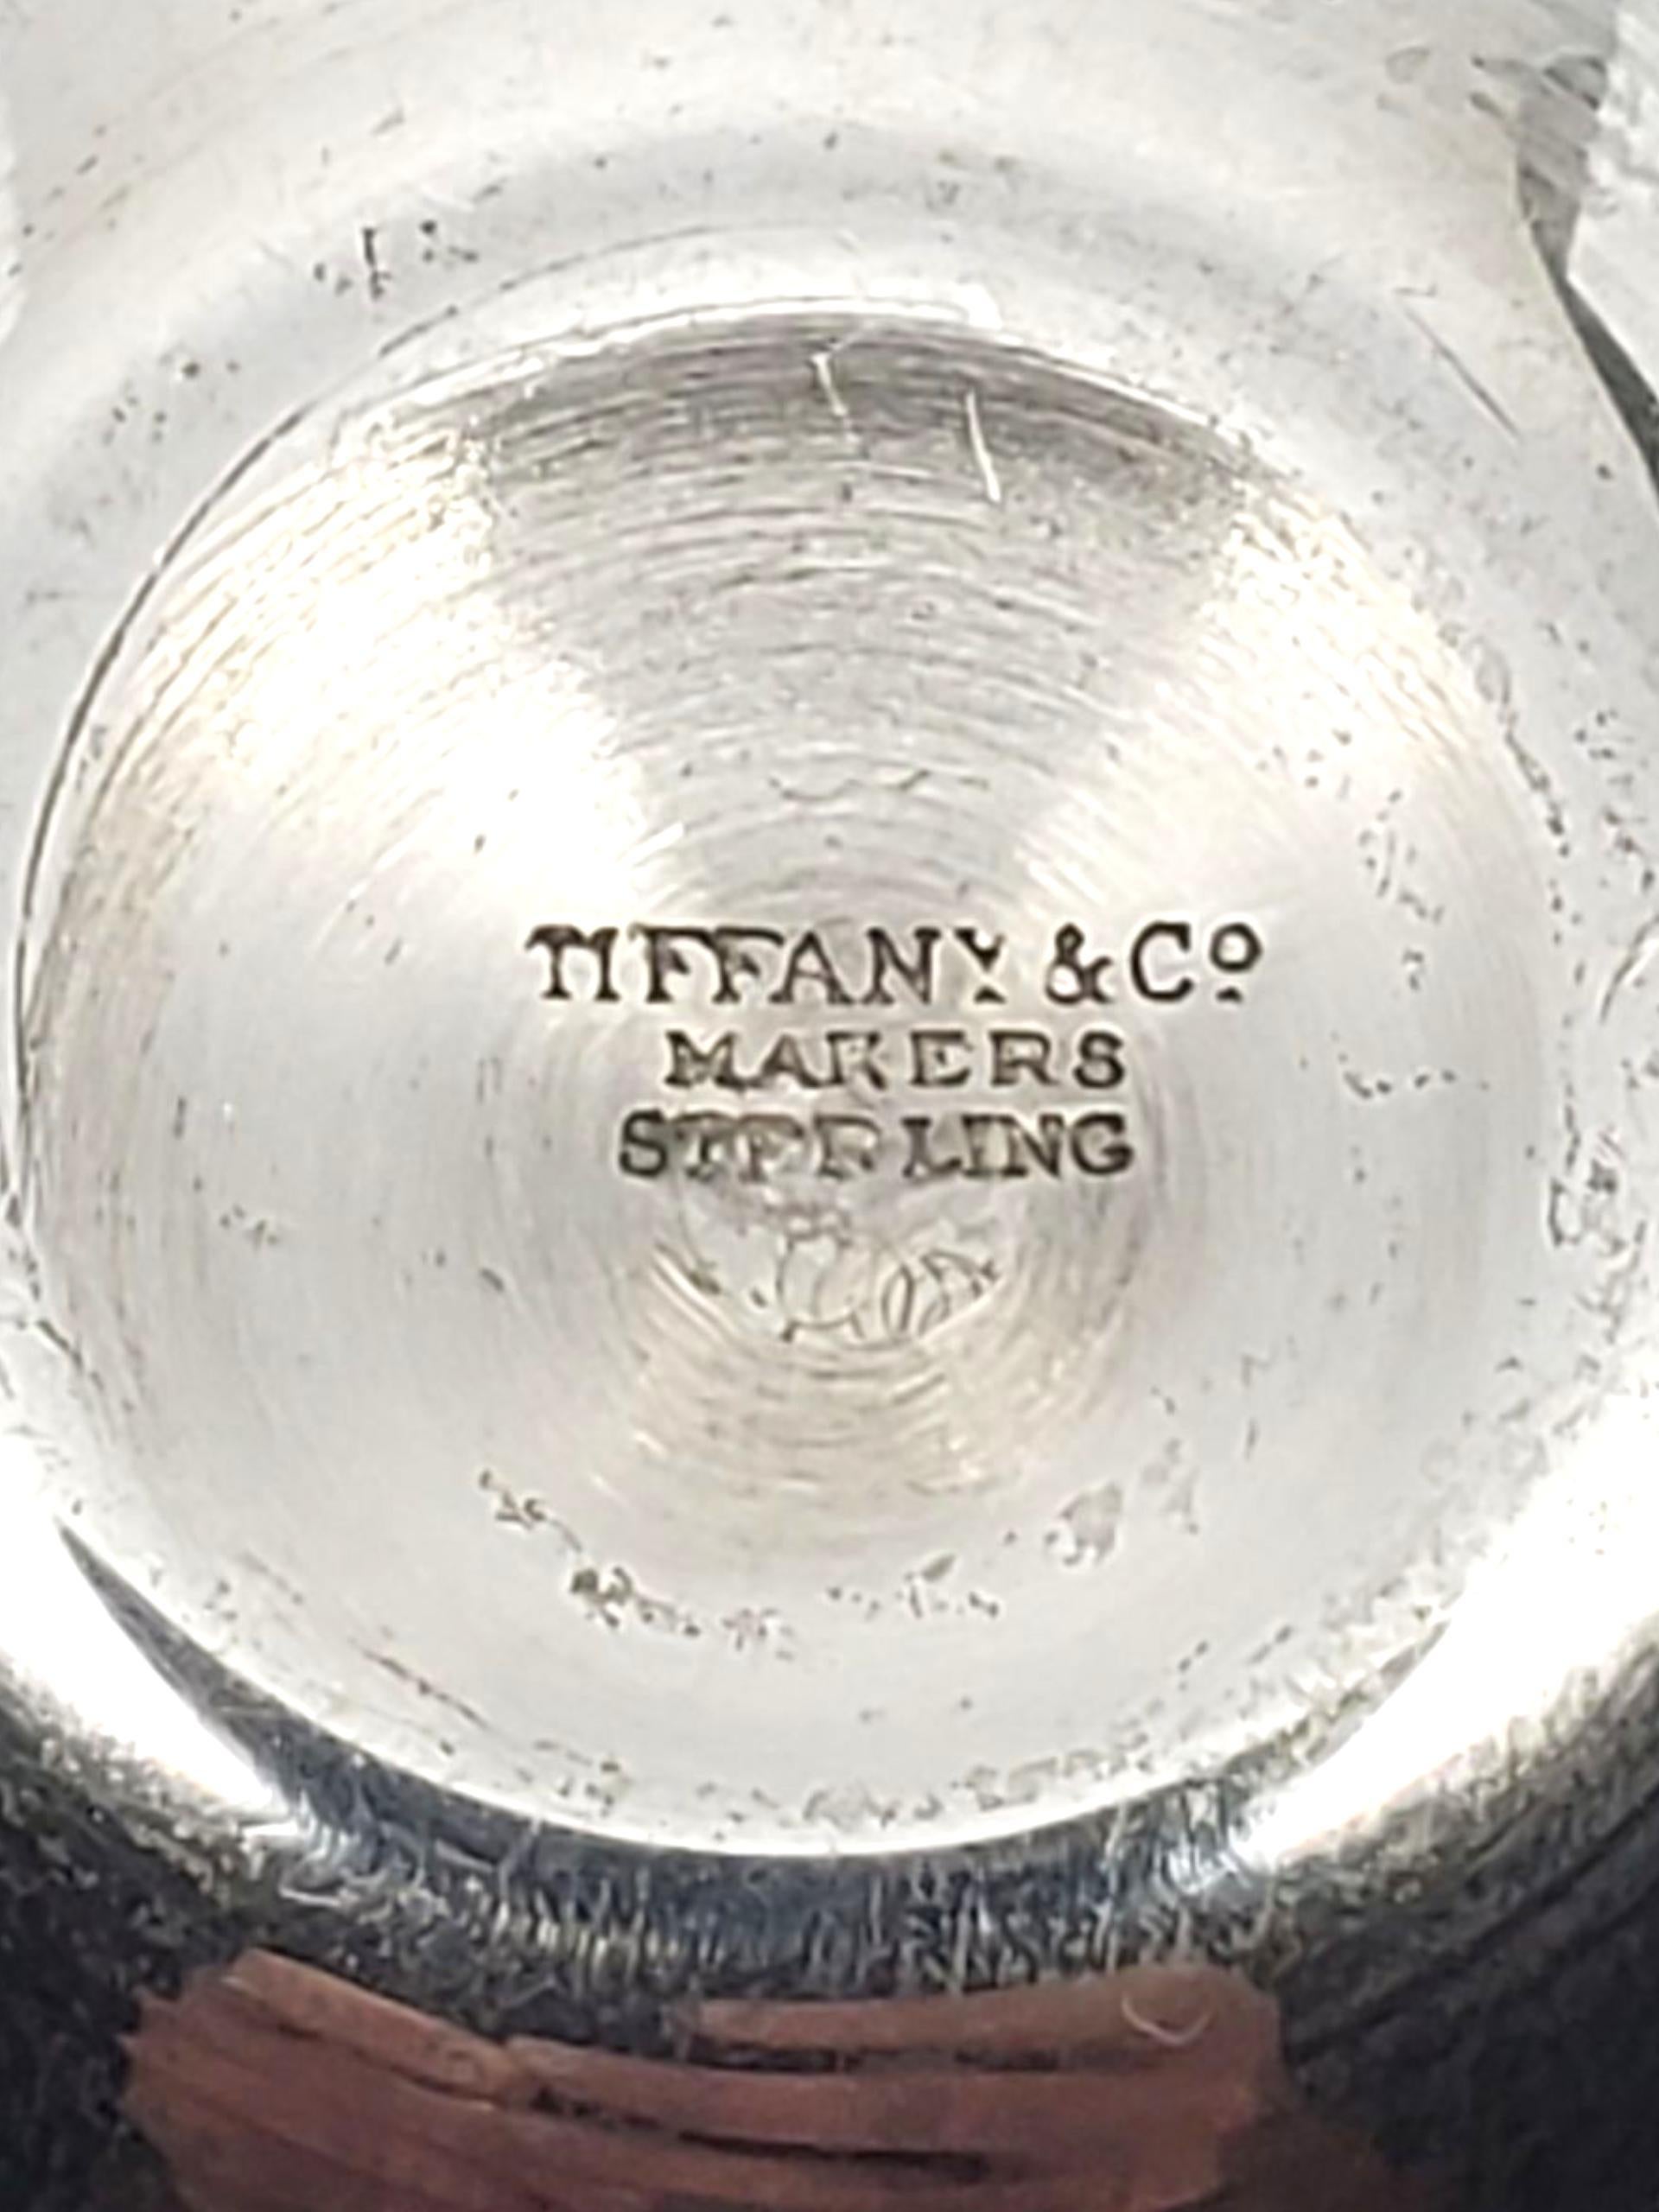 TIFFANY & Cº
MAKERS
STERLING